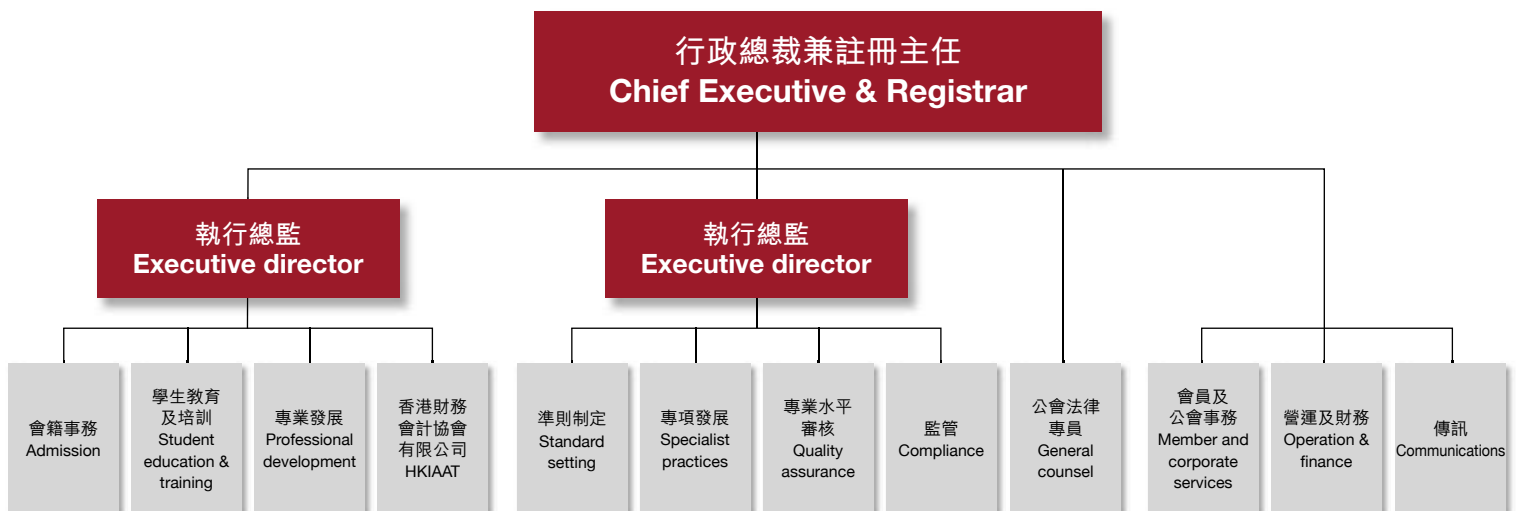 行政總裁兼註冊主任
Chief Executive & Registrar
執行總監
Executive director
執行總監
Executive director
會籍事務
Admission
學生教育
及培訓
Student
education &
training
專業發展
Professional
development
香港財務
會計協會
有限公司
HKIAAT
準則制定
Standard
setting
專項發展
Specialist
practices
專業水平
審核
Quality
assurance
監管
Compliance
公會法律
專員
General
counsel
會員及
公會事務
Member and
corporate
services
營運及財務
Operation &
finance
傳訊
Communications